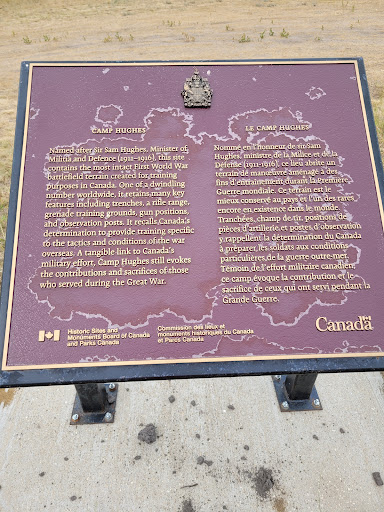 CAMP HUGHES
Named after Sir Sam Hughes, Minister of
Militia and Defence (1911–1916), this site
contains the most intact First World War
battlefield terrain created for training
purposes in Canada. One of a dwindling
number worldwide, it retains many key
features including trenches, a rifle range,
grenade training grounds, gun positions,
and observation posts. It recalls Canada's
determination to provide training specific
to the tactics and conditions of the war
overseas. A tangible link to Canada's
military effort, Camp Hughes still evokes
the contributions and sacrifices of those
who served during the Great War.
LE CAMP HUGHES
Nommé en l'honneur de sir Sam
Hughes, ministre de la Milice et de la
Défense (1911-1916), ce lieu abrite un
terrain de manœuvre aménagé à des
fins d'entraînement durant la Première
Guerre mondiale. Ce terrain est le
mieux conservé au pays et l'un des rares
encore en existence dans le monde.
Tranchées, champ de tir, positions de
pièces d'artillerie et postes d'observation
y rappellent la détermination du Canada
à préparer les soldats aux conditions
particulières de la guerre outre-mer.
Témoin de l'effort militaire canadien,
ce camp évoque la contribution et le
sacrifice de ceux qui ont servi pendant la
Grande Guerre.
Historic Sites and
Monuments Board of Canada
and Parks Canada
Commission des lieux et
monuments historiques du Canada
et Parcs Canada
Canada